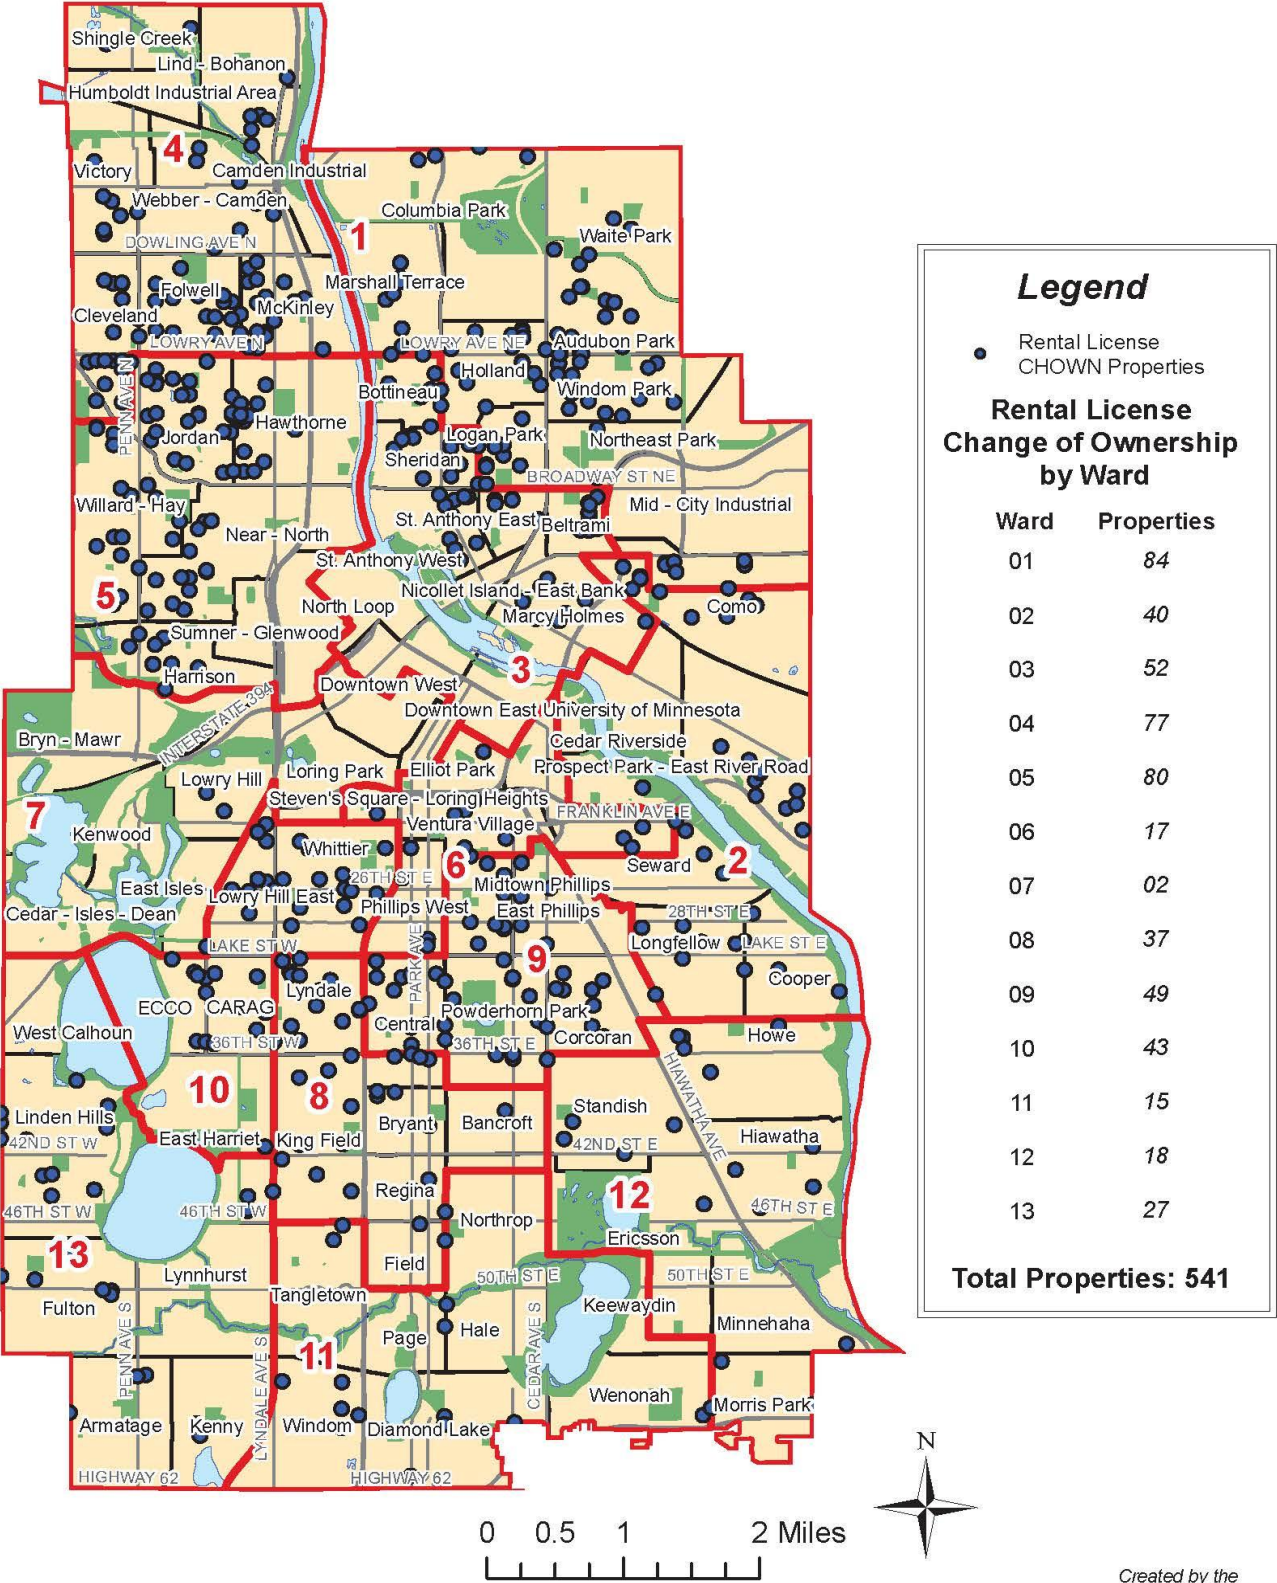 Shingle Creek
Lind - Bohanon
Humboldt Industrial Area
4
Victory
Camden Industrial
Webber - Camden
Columbia Park
1
Waite Park
DOWLING AVE N
Folwell
Marshall Terrace
McKinley
Cleveland
LOWRY AVE N
LOWRY AVE NE
Audubon Park
Holland
PENN AVE N
Bottineau
Windom Park
Hawthorne
Jordan
Logan Park
Northeast Park
Sheridan
BROADWAY ST NE
Willard - Hay
Mid - City Industrial
St. Anthony East
Beltrami
Near - North
St. Anthony West
5
Nicollet Island - East Bank
North Loop
Marcy Holmes
Como
Sumner - Glenwood
3
Harrison
Downtown West
INTERSTATE 394
Downtown East
University of Minnesota
Bryn - Mawr
Cedar Riverside
Lowry Hill
Loring Park
Elliot Park
Prospect Park - East River Road
7
Steven's Square - Loring Heights
FRANKLIN AVE E
Kenwood
Ventura Village
Whittier
6
Seward
2
26TH ST E
East Isles
Lowry Hill East
Midtown Phillips
Phillips West
East Phillips
28TH ST E
Cedar - Isles - Dean
LAKE ST W
Longfellow
LAKE ST E
PARK AVE
9
Cooper
Lyndale
ECCO
CARAG
Powderhorn Park
Central
West Calhoun
Corcoran
Howe
36TH ST W
36TH ST E
HIAWATHA AVE
10
8
Standish
Linden Hills
Bryant
Bancroft
Hiawatha
42ND ST W
East Harriet
King Field
42ND ST E
Regina
12
46TH ST W
46TH ST W
46TH ST E
Northrop
13
Ericsson
Field
Lynnhurst
50TH ST E
50TH ST E
Tangletown
Fulton
Keewaydin
PENN AVE S
Minnehaha
Page
Hale
LYNDALE AVE S
11
CEDAR AVE S
Wenonah
Morris Park
Armatage
Kenny
Windom
Diamond Lake
HIGHWAY 62
HIGHWAY 62
Legend
Rental License
CHOWN Properties
Rental License
Change of Ownership
by Ward
Ward Properties
01 84
02 40
03 52
04 77
05 80
06 17
07 02
08 37
09 49
10 43
11 15
12 18
13 27
Total Properties: 541
N
0 0.5 1 2 Miles
Created by the